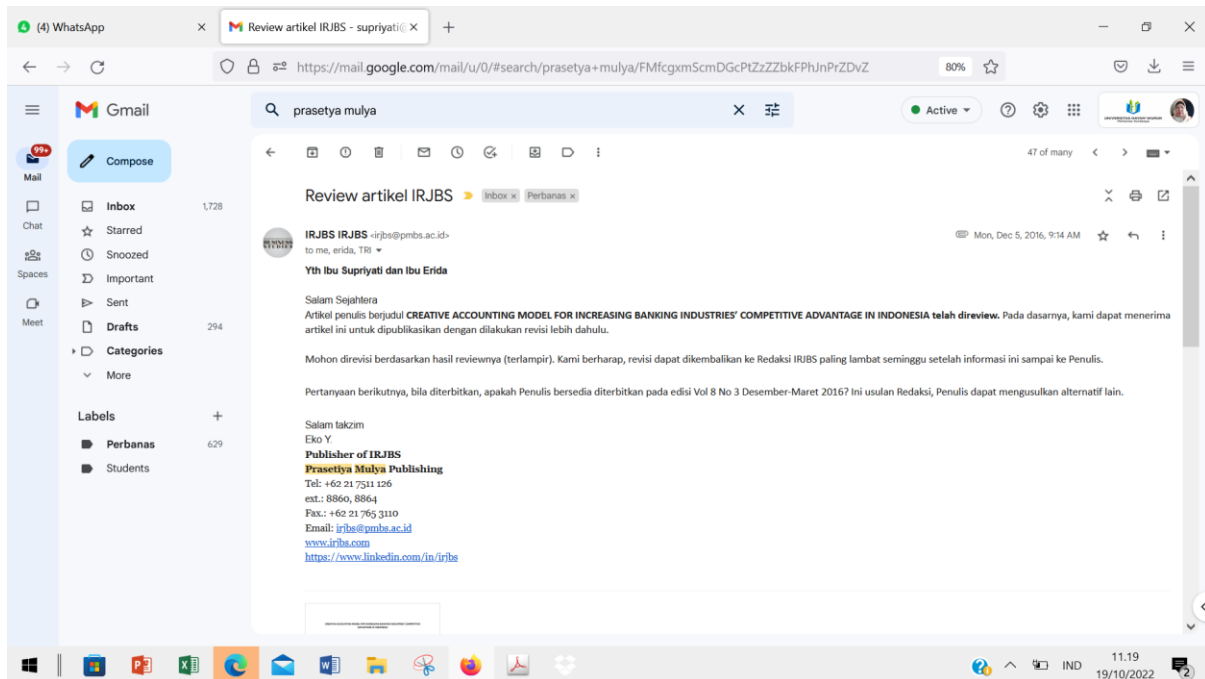 (4) WhatsApp
Review artikel IRJBS - supriyati@
https://mail.google.com/mail/u/0/#search/prasetya+mulya/FMfcgxmScmDGcPtZzZZbkFPhJnPrZDvZ
80%
Gmail
prasetya mulya
Active
99+
Mail
Compose
47 of many
Chat
Spaces
Meet
Inbox 1,728
Starred
Snoozed
Important
Sent
Drafts 294
Categories
More
Labels
Perbanas 629
Students
Review artikel IRJBS
Inbox x Perbanas x
IRJBS IRJBS <irjbs@pmbs.ac.id>
Mon, Dec 5, 2016, 9:14 AM
to me, erida, TRI
Yth Ibu Supriyati dan Ibu Erida
Salam Sejahtera
Artikel penulis berjudul CREATIVE ACCOUNTING MODEL FOR INCREASING BANKING INDUSTRIES' COMPETITIVE ADVANTAGE IN INDONESIA telah direview. Pada dasarnya, kami dapat menerima
artikel ini untuk dipublikasikan dengan dilakukan revisi lebih dahulu.
Mohon direvisi berdasarkan hasil reviewnya (terlampir). Kami berharap, revisi dapat dikembalikan ke Redaksi IRJBS paling lambat seminggu setelah informasi ini sampai ke Penulis.
Pertanyaan berikutnya, bila diterbitkan, apakah Penulis bersedia diterbitkan pada edisi Vol 8 No 3 Desember-Maret 2016? Ini usulan Redaksi, Penulis dapat mengusulkan alternatif lain.
Salam takzim
Eko Y.
Publisher of IRJBS
Prasetiya Mulya Publishing
Tel: +62 21 7511 126
ext.: 8860, 8864
Fax.: +62 21 765 3110
Email: irjbs@pmbs.ac.id
www.irjbs.com
https://www.linkedin.com/in/irjbs
IND
11.19
19/10/2022
2